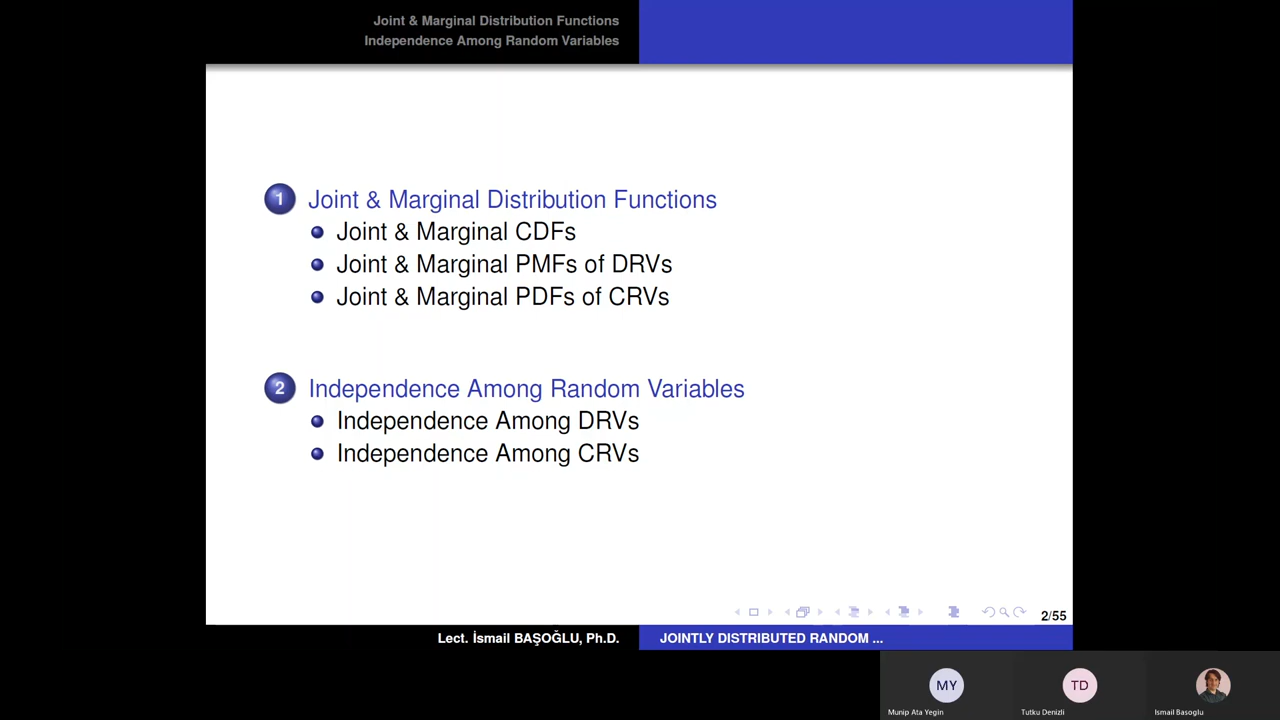 Joint & Marginal Distribution Functions
Independence Among Random Variables
1 Joint & Marginal Distribution Functions
Joint & Marginal CDFs
Joint & Marginal PMFs of DRVs
Joint & Marginal PDFs of CRVs
2 Independence Among Random Variables
Independence Among DRVs
Independence Among CRVs
2/55
Lect. İsmail BAŞOĞLU, Ph.D.
JOINTLY DISTRIBUTED RANDOM ...
MY
TD
Munip Ata Yegin
Tutku Denizli
Ismail Basoglu